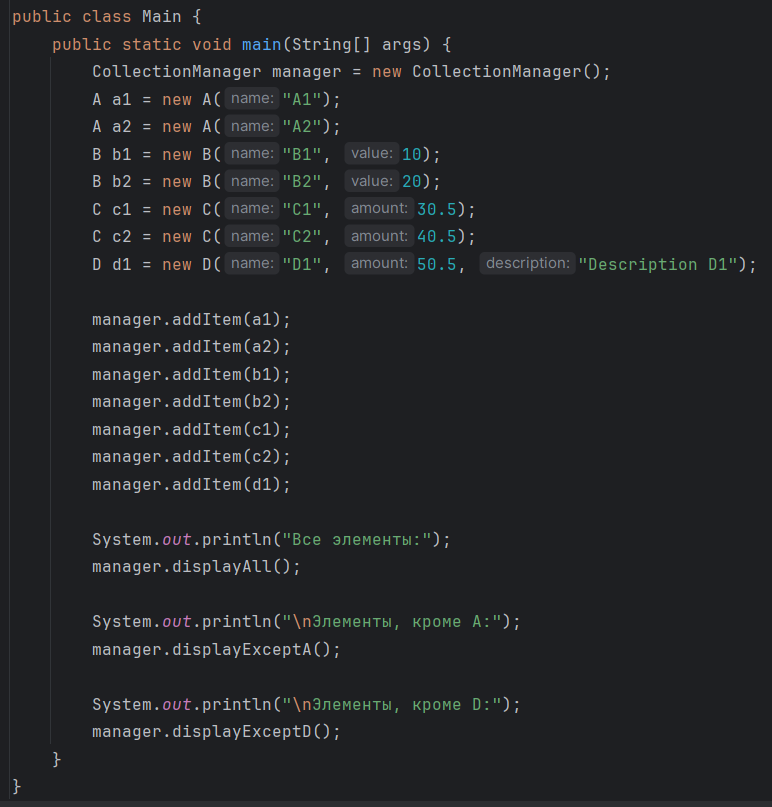 public class Main {
    public static void main(String[] args) {
        CollectionManager manager = new CollectionManager();
        A a1 = new A( name: "A1");
        A a2 = new A( name: "A2");
        B b1 = new B( name: "B1", value: 10);
        B b2 = new B( name: "B2", value: 20);
        C c1 = new C( name: "C1", amount: 30.5);
        C c2 = new C( name: "C2", amount: 40.5);
        D d1 = new D( name: "D1", amount: 50.5, description: "Description D1");

        manager.addItem(a1);
        manager.addItem(a2);
        manager.addItem(b1);
        manager.addItem(b2);
        manager.addItem(c1);
        manager.addItem(c2);
        manager.addItem(d1);

        System.out.println("Все элементы:");
        manager.displayAll();

        System.out.println("\nЭлементы, кроме A:");
        manager.displayExceptA();

        System.out.println("\nЭлементы, кроме D:");
        manager.displayExceptD();
    }
}